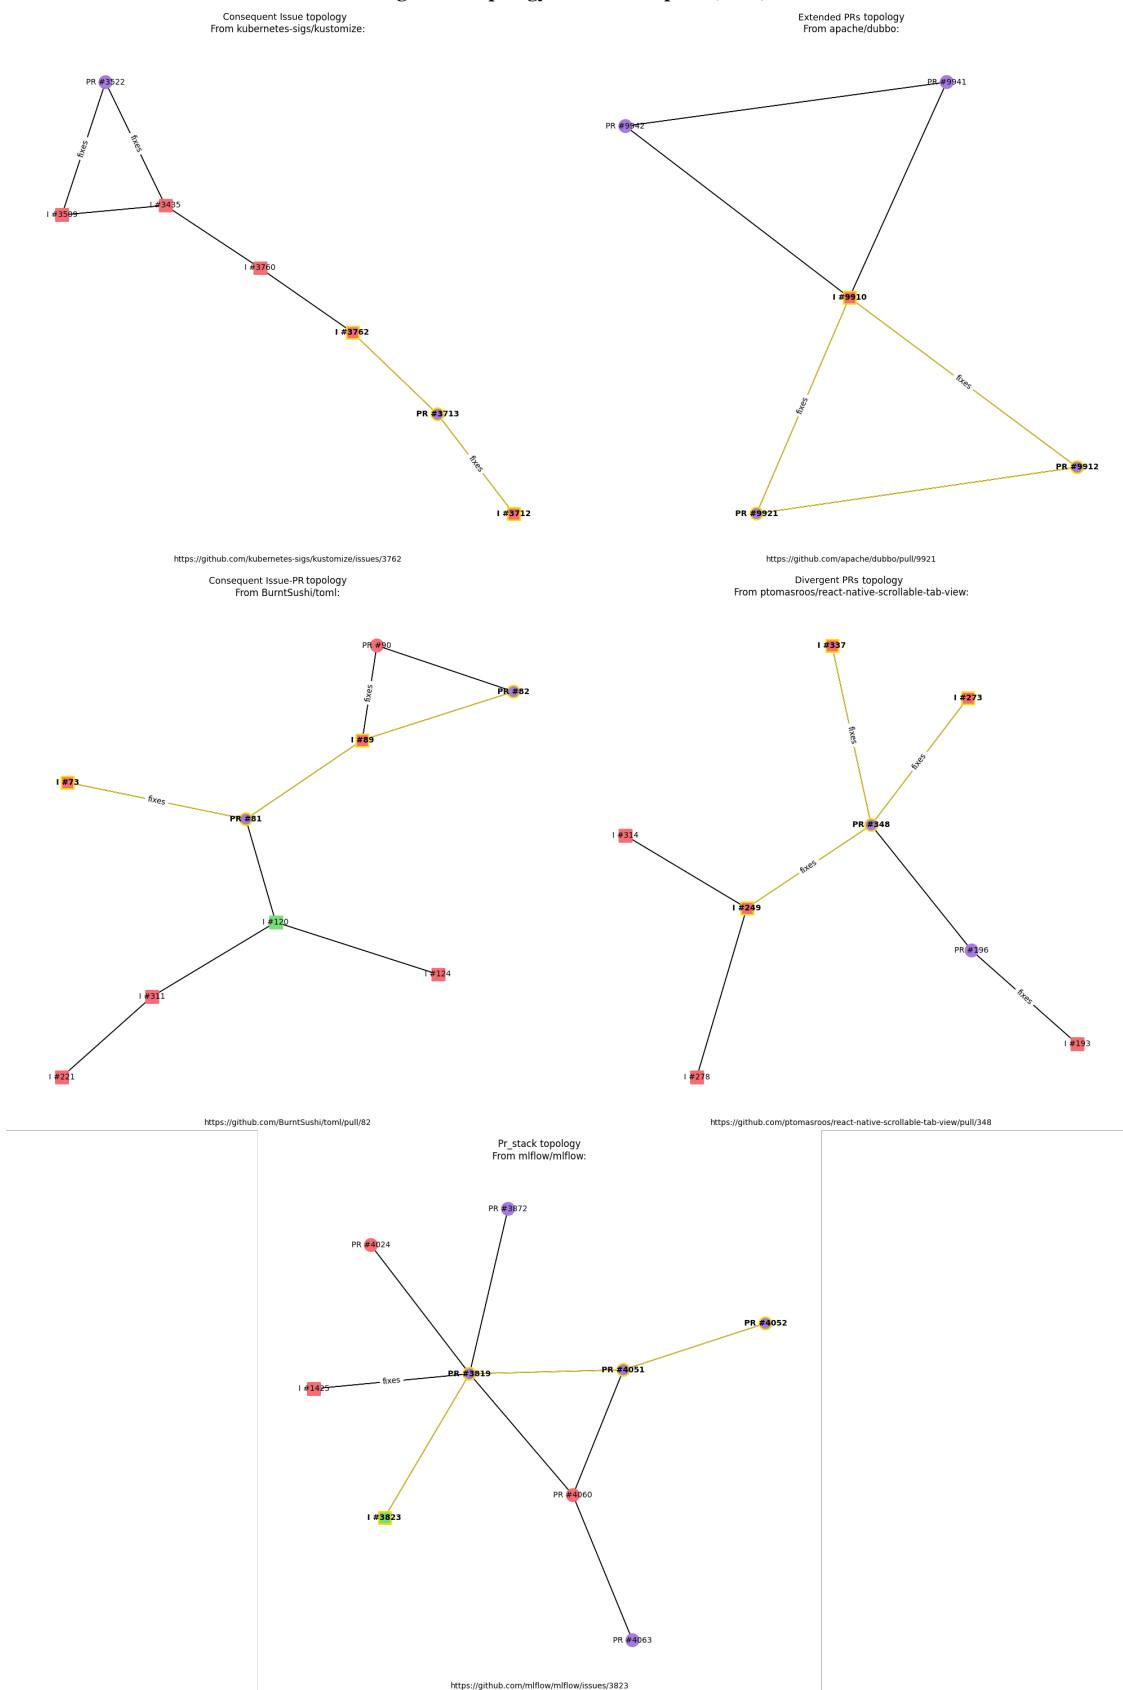 Consequent Issue topology
From kubernetes-sigs/kustomize:
PR #3522
fixes
fixes
I #3435
I #3760
I #3762
PR #3713
fixes
I #3712
https://github.com/kubernetes-sigs/kustomize/issues/3762
Extended PRs topology
From apache/dubbo:
PR #9941
PR #9942
I #9910
fixes
fixes
PR #9912
PR #9921
https://github.com/apache/dubbo/pull/9921
Consequent Issue-PR topology
From BurntSushi/toml:
PR #90
PR #82
fixes
I #89
I #73
fixes
PR #81
I #120
I #124
I #311
I #221
https://github.com/BurntSushi/toml/pull/82
Divergent PRs topology
From ptomasroos/react-native-scrollable-tab-view:
I #337
I #273
fixes
fixes
PR #348
I #314
fixes
I #249
PR #196
fixes
I #193
I #278
https://github.com/ptomasroos/react-native-scrollable-tab-view/pull/348
Pr_stack topology
From mlflow/mlflow:
PR #3872
PR #4024
PR #4052
PR #3819
PR #4051
fixes
I #1425
PR #4060
I #3823
PR #4063
https://github.com/mlflow/mlflow/issues/3823